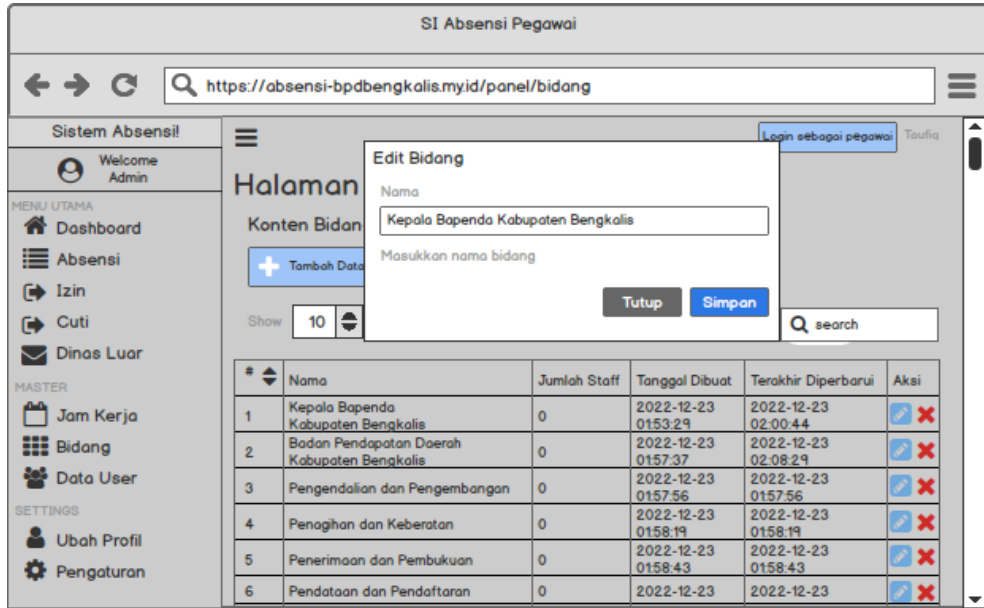 SI Absensi Pegawai
https://absensi-bpdbengkalis.my.id/panel/bidang
Sistem Absensi!
Welcome
Admin
MENU UTAMA
Dashboard
Absensi
Izin
Cuti
Dinas Luar
MASTER
Jam Kerja
Bidang
Data User
SETTINGS
Ubah Profil
Pengaturan
Login sebagai pegawai Taufiq
Halaman
Konten Bidan
Tambah Data
Show 10
search
Edit Bidang
Nama
Kepala Bapenda Kabupaten Bengkalis
Masukkan nama bidang
Tutup Simpan
# Nama Jumlah Staff Tanggal Dibuat Terakhir Diperbarui Aksi
1 Kepala Bapenda Kabupaten Bengkalis 0 2022-12-23 01:53:29 2022-12-23 02:00:44
2 Badan Pendapatan Daerah Kabupaten Bengkalis 0 2022-12-23 01:57:37 2022-12-23 02:08:29
3 Pengendalian dan Pengembangan 0 2022-12-23 01:57:56 2022-12-23 01:57:56
4 Penagihan dan Keberatan 0 2022-12-23 01:58:19 2022-12-23 01:58:19
5 Penerimaan dan Pembukuan 0 2022-12-23 01:58:43 2022-12-23 01:58:43
6 Pendataan dan Pendaftaran 0 2022-12-23 2022-12-23